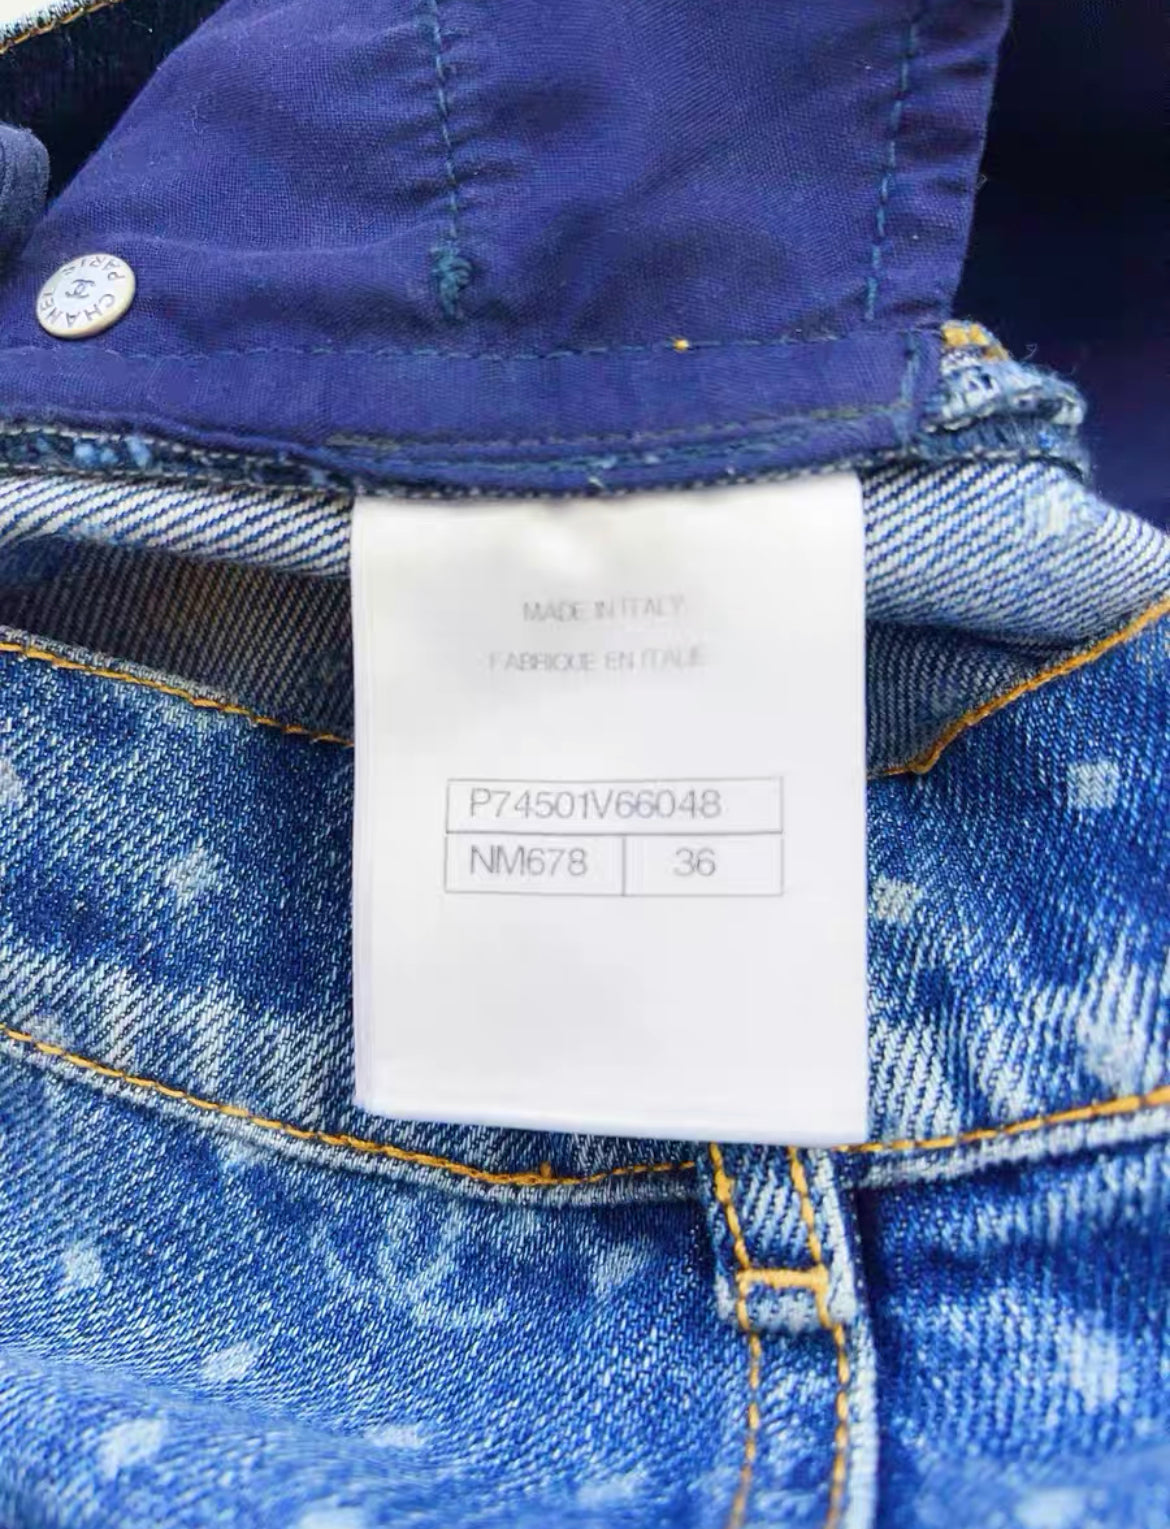 CHANEL
PARIS
MADE IN ITALY
FABRIQUE EN ITALIE
P74501V66048
NM678
36